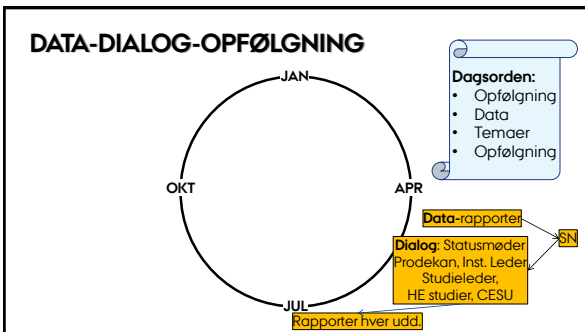 DATA-DIALOG-OPFØLGNING
JAN
Dagsorden:
• Opfølgning
• Data
• Temaer
• Opfølgning
OKT
APR
Data-rapporter
SN
Dialog: Statusmøder
Prodekan, Inst. Leder
Studieleder,
HE studier, CESU
JUL
Rapporter hver udd.